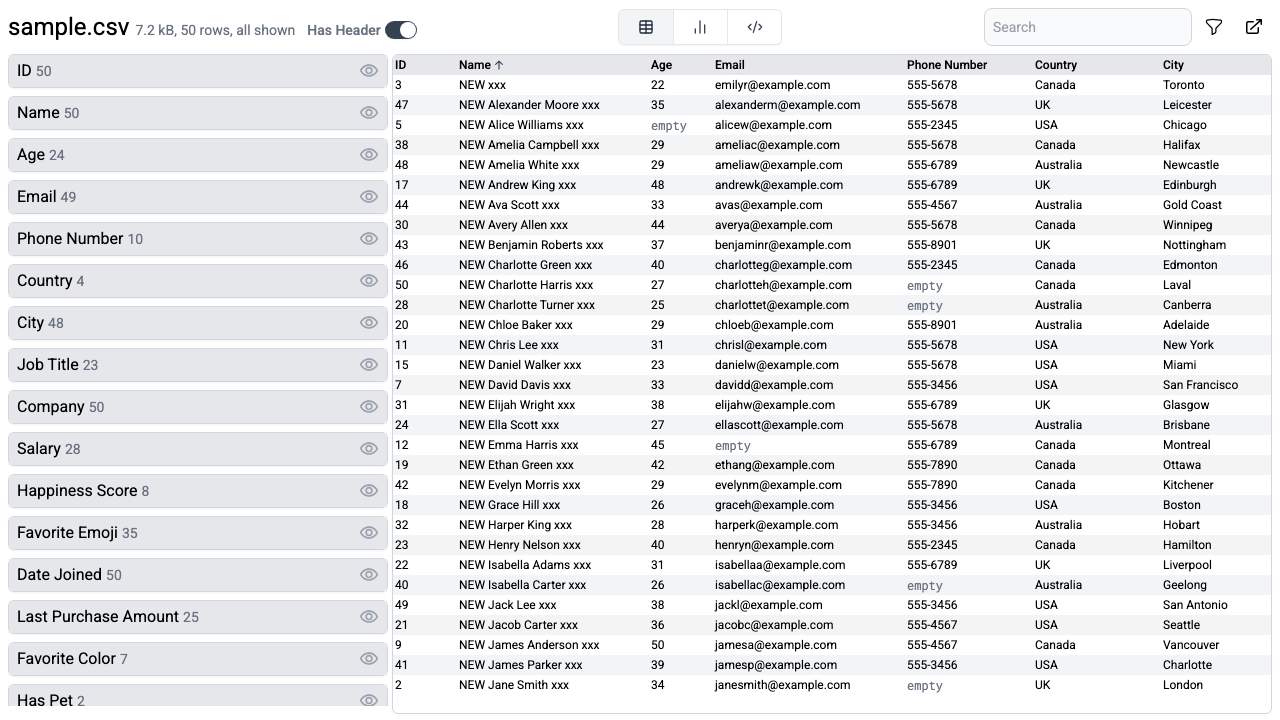 sample.csv 7.2 kB, 50 rows, all shown Has Header Search
ID 50
Name 50
Age 24
Email 49
Phone Number 10
Country 4
City 48
Job Title 23
Company 50
Salary 28
Happiness Score 8
Favorite Emoji 35
Date Joined 50
Last Purchase Amount 25
Favorite Color 7
Has Pet 2
ID Name ↑ Age Email Phone Number Country City
3 NEW xxx 22 emilyr@example.com 555-5678 Canada Toronto
47 NEW Alexander Moore xxx 35 alexanderm@example.com 555-5678 UK Leicester
5 NEW Alice Williams xxx empty alicew@example.com 555-2345 USA Chicago
38 NEW Amelia Campbell xxx 29 ameliac@example.com 555-5678 Canada Halifax
48 NEW Amelia White xxx 29 ameliaw@example.com 555-6789 Australia Newcastle
17 NEW Andrew King xxx 48 andrewk@example.com 555-6789 UK Edinburgh
44 NEW Ava Scott xxx 33 avas@example.com 555-4567 Australia Gold Coast
30 NEW Avery Allen xxx 44 averya@example.com 555-5678 Canada Winnipeg
43 NEW Benjamin Roberts xxx 37 benjaminr@example.com 555-8901 UK Nottingham
46 NEW Charlotte Green xxx 40 charlotteg@example.com 555-2345 Canada Edmonton
50 NEW Charlotte Harris xxx 27 charlotteh@example.com empty Canada Laval
28 NEW Charlotte Turner xxx 25 charlottet@example.com empty Australia Canberra
20 NEW Chloe Baker xxx 29 chloeb@example.com 555-8901 Australia Adelaide
11 NEW Chris Lee xxx 31 chrisl@example.com 555-5678 USA New York
15 NEW Daniel Walker xxx 23 danielw@example.com 555-5678 USA Miami
7 NEW David Davis xxx 33 davidd@example.com 555-3456 USA San Francisco
31 NEW Elijah Wright xxx 38 elijahw@example.com 555-6789 UK Glasgow
24 NEW Ella Scott xxx 27 ellascott@example.com 555-5678 Australia Brisbane
12 NEW Emma Harris xxx 45 empty 555-6789 Canada Montreal
19 NEW Ethan Green xxx 42 ethang@example.com 555-7890 Canada Ottawa
42 NEW Evelyn Morris xxx 29 evelynm@example.com 555-7890 Canada Kitchener
18 NEW Grace Hill xxx 26 graceh@example.com 555-3456 USA Boston
32 NEW Harper King xxx 28 harperk@example.com 555-3456 Australia Hobart
23 NEW Henry Nelson xxx 40 henryn@example.com 555-2345 Canada Hamilton
22 NEW Isabella Adams xxx 31 isabellaa@example.com 555-6789 UK Liverpool
40 NEW Isabella Carter xxx 26 isabellac@example.com empty Australia Geelong
49 NEW Jack Lee xxx 38 jackl@example.com 555-3456 USA San Antonio
21 NEW Jacob Carter xxx 36 jacobc@example.com 555-4567 USA Seattle
9 NEW James Anderson xxx 50 jamesa@example.com 555-4567 Canada Vancouver
41 NEW James Parker xxx 39 jamesp@example.com 555-3456 USA Charlotte
2 NEW Jane Smith xxx 34 janesmith@example.com empty UK London